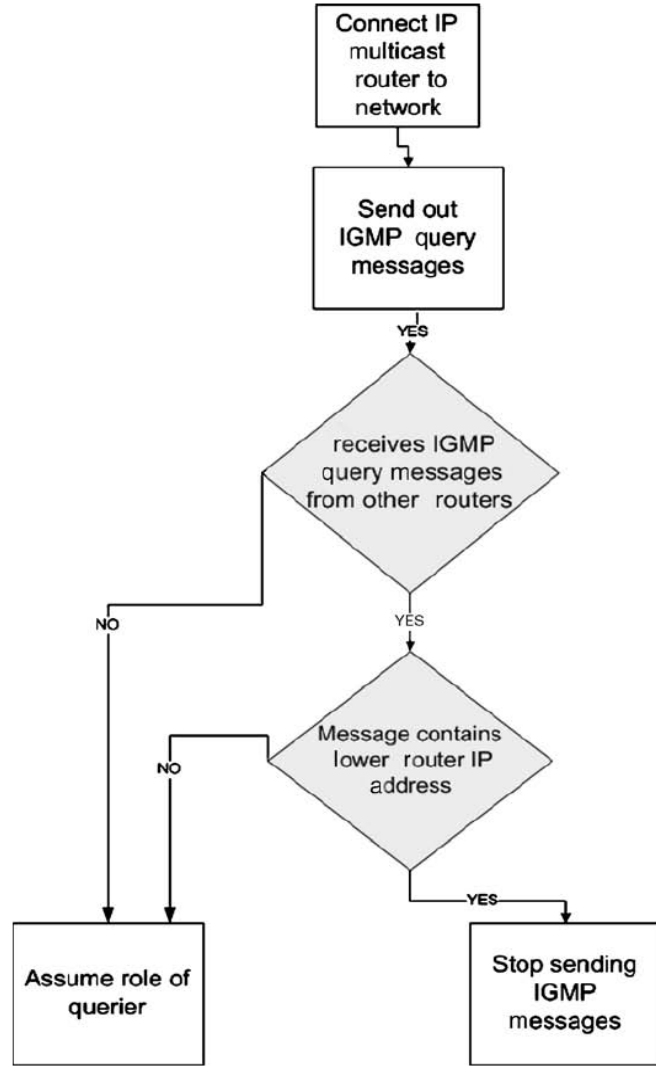 Connect IP
multicast
router to
network
Send out
IGMP query
messages
YES
receives IGMP
query messages
from other routers
NO
YES
Message contains
lower router IP
address
NO
YES
Assume role of
querier
Stop sending
IGMP
messages